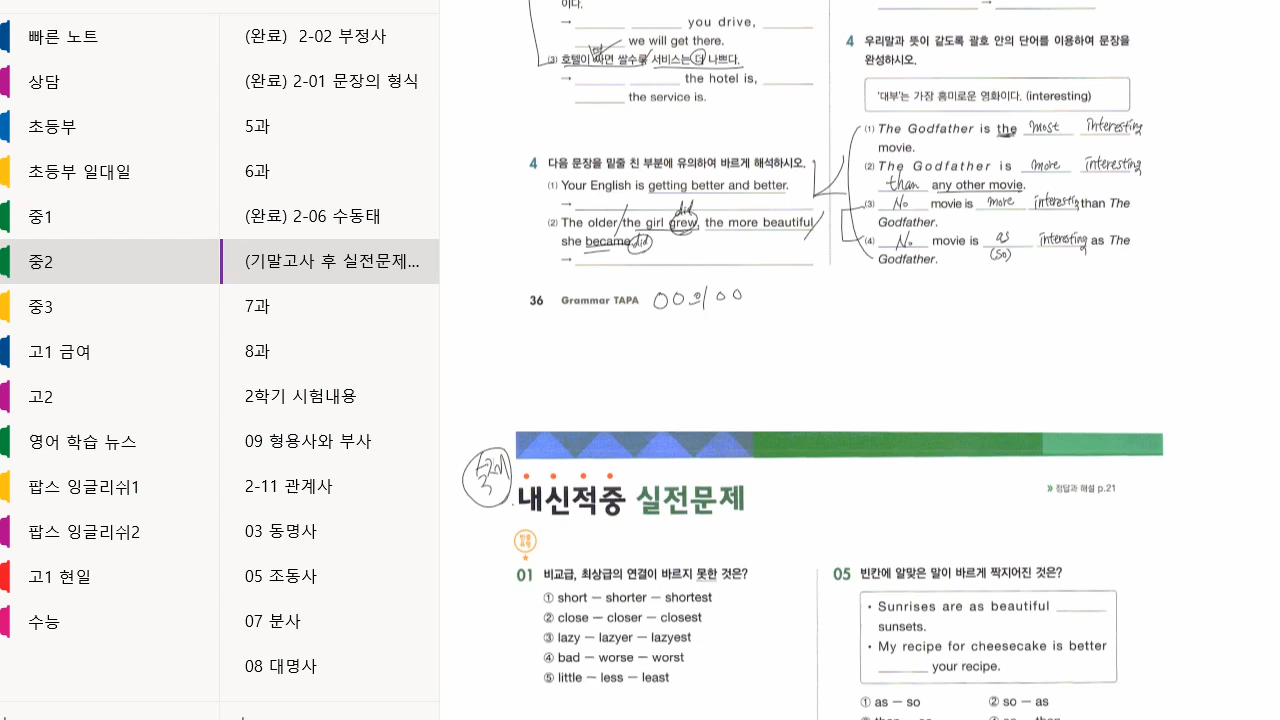 빠른 노트
상담
초등부
초등부 일대일
중1
중2
중3
고1 금여
고2
영어 학습 뉴스
팝스 잉글리쉬1
팝스 잉글리쉬2
고1 현일
수능
(완료)  2-02 부정사
(완료) 2-01 문장의 형식
5과
6과
(완료) 2-06 수동태
(기말고사 후 실전문제...
7과
8과
2학기 시험내용
09 형용사와 부사
2-11 관계사
03 동명사
05 조동사
07 분사
08 대명사
이다.
→ ________ ________ you drive, ________
________ we will get there.
(3) 호텔이 싸면 쌀수록 서비스는 더 나쁘다.
→ ________ ________ the hotel is, ________
________ the service is.
4 다음 문장을 밑줄 친 부분에 유의하여 바르게 해석하시오.
(1) Your English is getting better and better.
→
did
(2) The older the girl grew, the more beautiful
she became. did
→
36 Grammar TAPA
→
4 우리말과 뜻이 같도록 괄호 안의 단어를 이용하여 문장을
완성하시오.
'대부'는 가장 흥미로운 영화이다. (interesting)
(1) The Godfather is the most interesting
movie.
(2) The Godfather is more interesting
than any other movie.
(3) No movie is more interesting than The
Godfather.
(4) No movie is as interesting as The
(so)
Godfather.
숙제
내신적중 실전문제
» 정답과 해설 p.21
01 비교급, 최상급의 연결이 바르지 못한 것은?
① short — shorter — shortest
② close — closer — closest
③ lazy — lazyer — lazyest
④ bad — worse — worst
⑤ little — less — least
05 빈칸에 알맞은 말이 바르게 짝지어진 것은?
• Sunrises are as beautiful ________
sunsets.
• My recipe for cheesecake is better
________ your recipe.
① as — so
② so — as